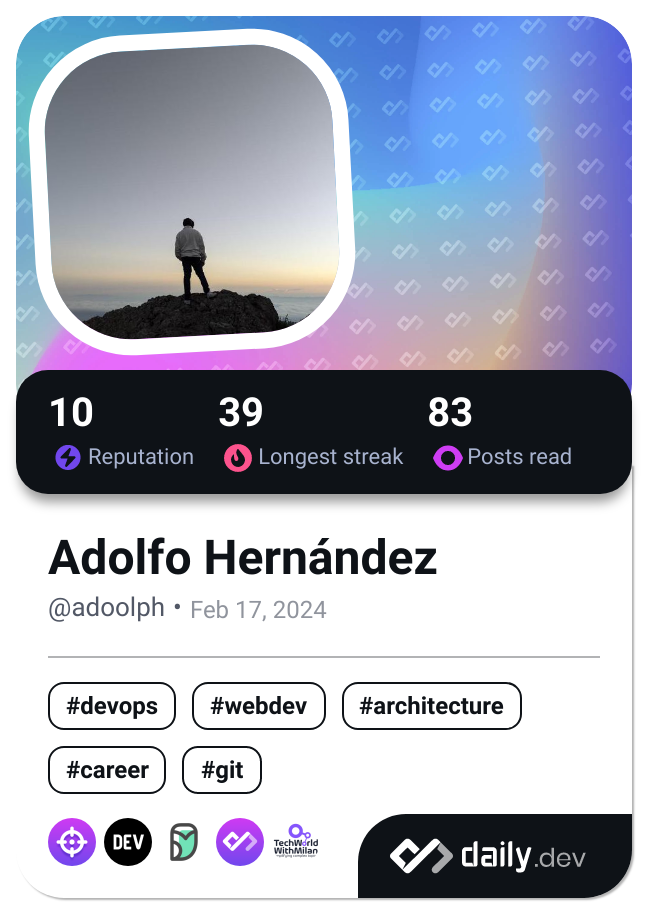 10 39 83
Reputation Longest streak Posts read
Adolfo Hernández
@adoolph • Feb 17, 2024
#devops #webdev #architecture
#career #git
DEV
TechWorld
WithMilan
daily.dev